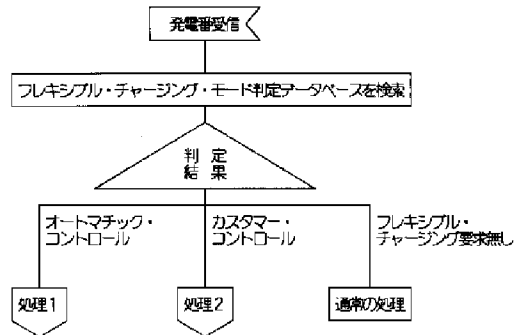 発電番受信
フレキシブル・チャージング・モード判定データベースを検索
判 定
結 果
オートマチック・
コントロール
カスタマー・
コントロール
フレキシブル・
チャージング要求無し
処理1
処理2
通常の処理